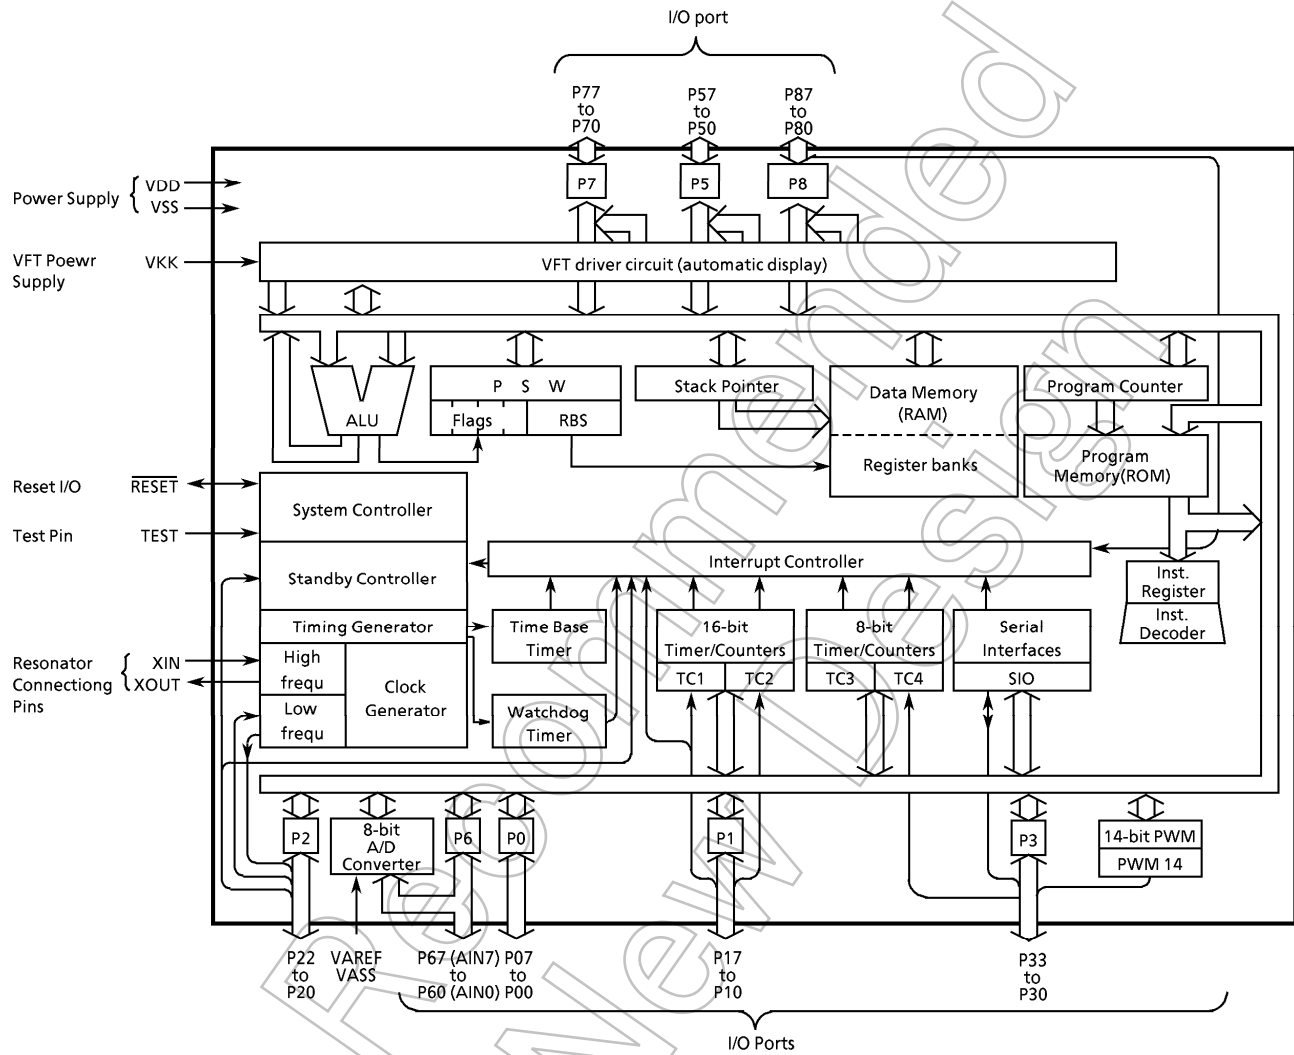 I/O port
P77
to
P70
P57
to
P50
P87
to
P80
Power Supply
VDD
VSS
P7
P5
P8
VFT Poewr
Supply
VKK
VFT driver circuit (automatic display)
ALU
P S W
Flags
RBS
Stack Pointer
Data Memory
(RAM)
Register banks
Program Counter
Program
Memory(ROM)
Reset I/O
RESET
Test Pin
TEST
System Controller
Standby Controller
Timing Generator
High
frequ
Low
frequ
Clock
Generator
Resonator
Connectiong
Pins
XIN
XOUT
Interrupt Controller
Inst.
Register
Inst.
Decoder
Time Base
Timer
Watchdog
Timer
16-bit
Timer/Counters
TC1
TC2
8-bit
Timer/Counters
TC3
TC4
Serial
Interfaces
SIO
P2
8-bit
A/D
Converter
P6
P0
P1
P3
14-bit PWM
PWM 14
P22
to
P20
VAREF
VASS
P67 (AIN7)
to
P60 (AIN0)
P07
to
P00
P17
to
P10
P33
to
P30
I/O Ports
Recommended
New Design